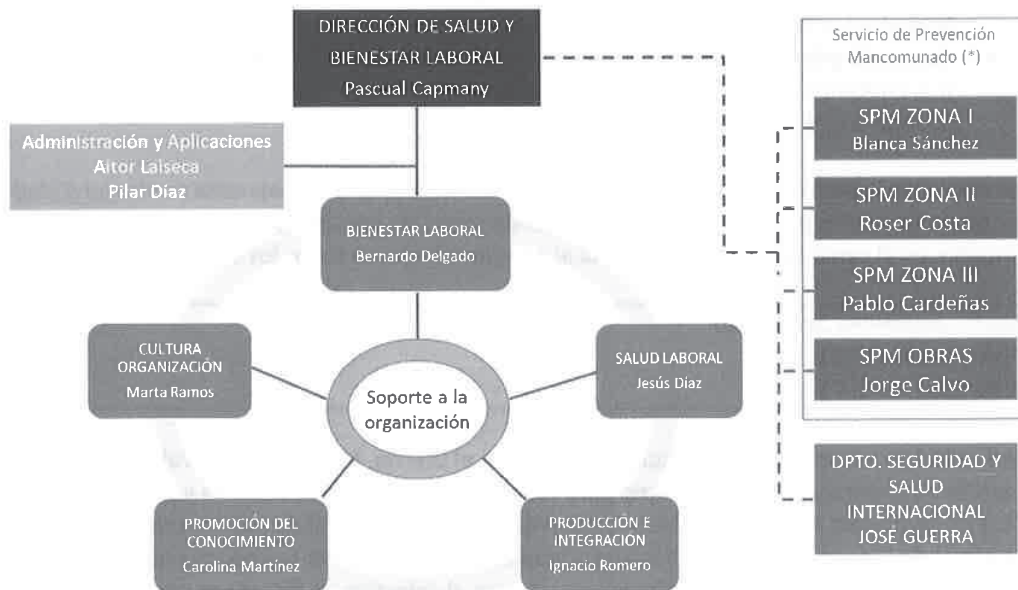 DIRECCIÓN DE SALUD Y
BIENESTAR LABORAL
Pascual Capmany
Administración y Aplicaciones
Aitor Laiseca
Pilar Díaz
BIENESTAR LABORAL
Bernardo Delgado
CULTURA
ORGANIZACIÓN
Marta Ramos
SALUD LABORAL
Jesús Díaz
Soporte a la
organización
PROMOCIÓN DEL
CONOCIMIENTO
Carolina Martínez
PRODUCCIÓN E
INTEGRACIÓN
Ignacio Romero
Servicio de Prevención
Mancomunado (*)
SPM ZONA I
Blanca Sánchez
SPM ZONA II
Roser Costa
SPM ZONA III
Pablo Cardeñas
SPM OBRAS
Jorge Calvo
DPTO. SEGURIDAD Y
SALUD
INTERNACIONAL
JOSÉ GUERRA